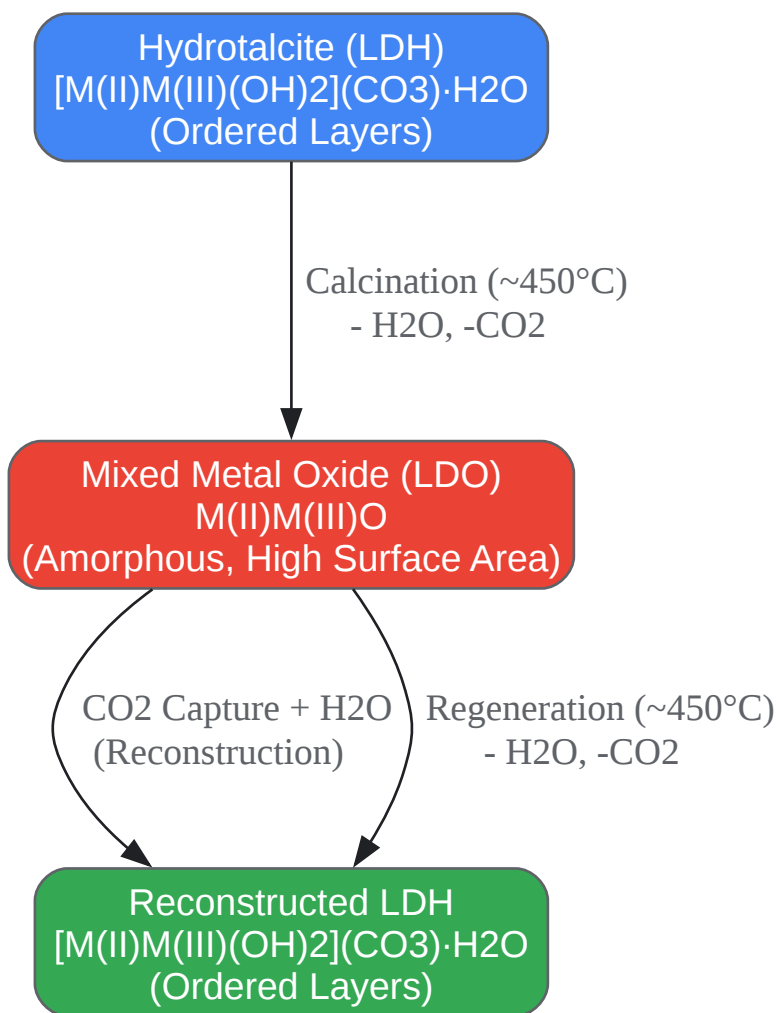 Hydrotalcite (LDH)
[M(II)M(III)(OH)2](CO3)·H2O
(Ordered Layers)
Calcination (~450°C)
- H2O, -CO2
Mixed Metal Oxide (LDO)
M(II)M(III)O
(Amorphous, High Surface Area)
CO2 Capture + H2O
(Reconstruction)
Regeneration (~450°C)
- H2O, -CO2
Reconstructed LDH
[M(II)M(III)(OH)2](CO3)·H2O
(Ordered Layers)